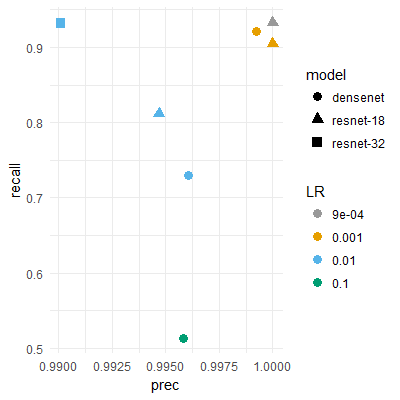 0.9
0.8
0.7
0.6
0.5
recall
0.9900 0.9925 0.9950 0.9975 1.0000
prec
model
densenet
resnet-18
resnet-32
LR
9e-04
0.001
0.01
0.1